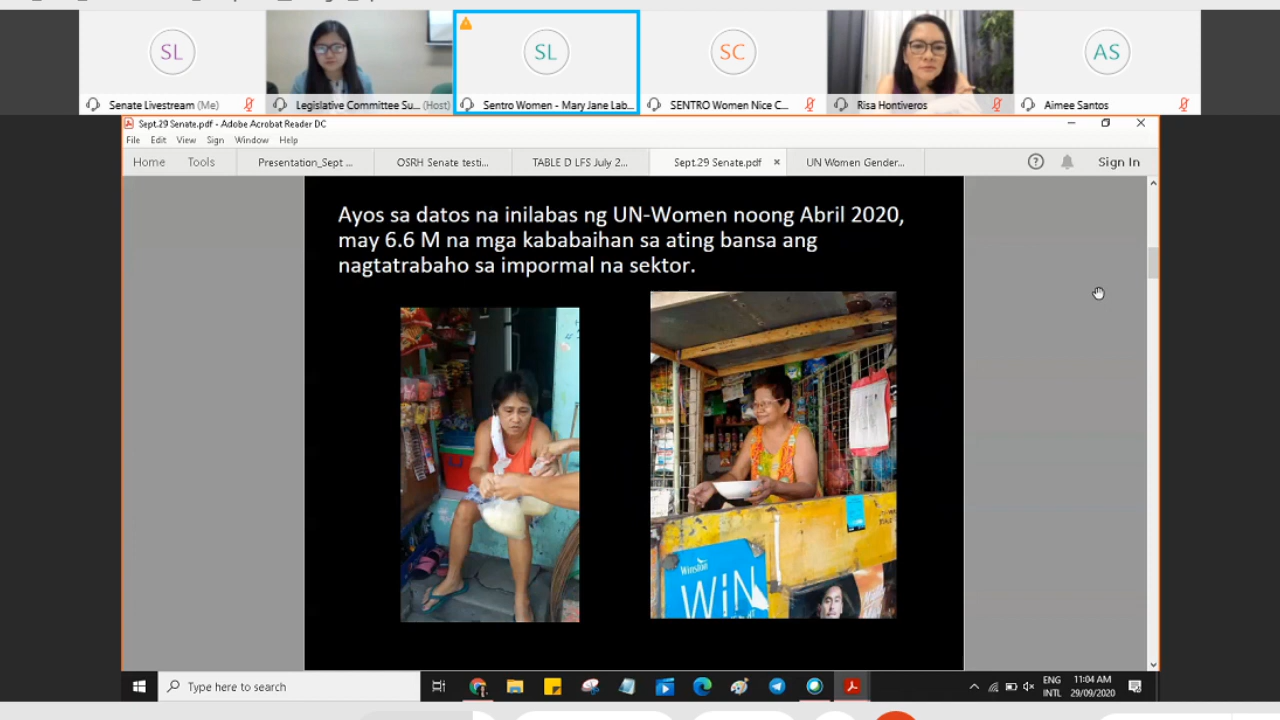 SL
SL
SC
AS
Senate Livestream (Me)
Legislative Committee Su... (Host)
Sentro Women - Mary Jane Lab...
SENTRO Women Nice C...
Risa Hontiveros
Aimee Santos
Sept.29 Senate.pdf - Adobe Acrobat Reader DC
File Edit View Sign Window Help
Home Tools Presentation_Sept ... OSRH Senate testi... TABLE D LFS July 2... Sept.29 Senate.pdf × UN Women Gender... Sign In
Ayos sa datos na inilabas ng UN-Women noong Abril 2020,
may 6.6 M na mga kababaihan sa ating bansa ang
nagtatrabaho sa impormal na sektor.
Winston
WiN
Type here to search
ENG
INTL
11:04 AM
29/09/2020